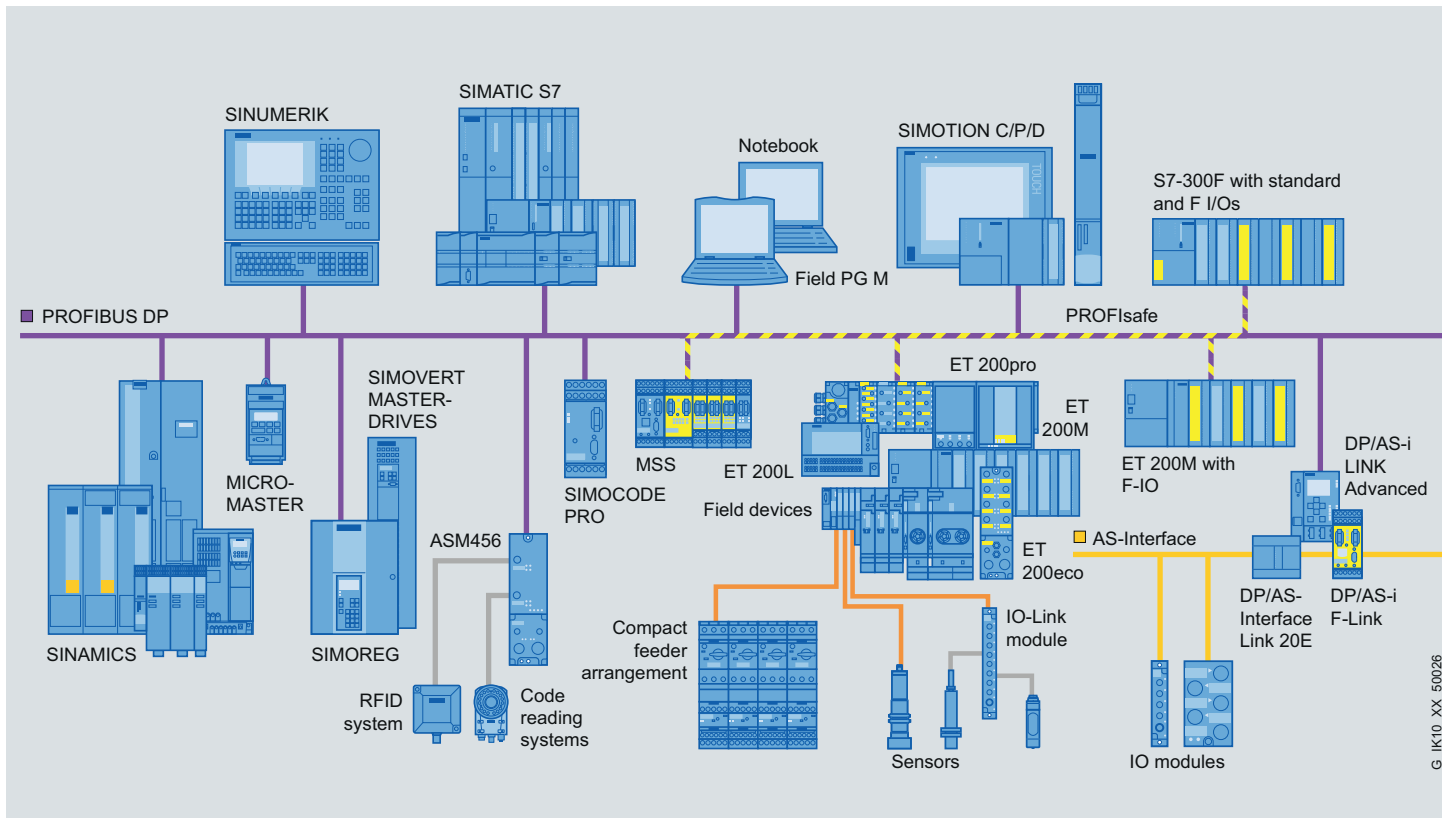 SINUMERIK
SIMATIC S7
Notebook
Field PG M
SIMOTION C/P/D
TOUCH
S7-300F with standard
and F I/Os
PROFIBUS DP
PROFIsafe
SINAMICS
MICRO-
MASTER
SIMOVERT
MASTER-
DRIVES
SIMOREG
ASM456
RFID
system
Code
reading
systems
SIMOCODE
PRO
MSS
ET 200L
ET 200pro
ET
200M
Field devices
ET
200eco
Compact
feeder
arrangement
Sensors
IO-Link
module
ET 200M with
F-IO
DP/AS-i
LINK
Advanced
AS-Interface
DP/AS-
Interface
Link 20E
DP/AS-i
F-Link
IO modules
G_IK10_XX_50026